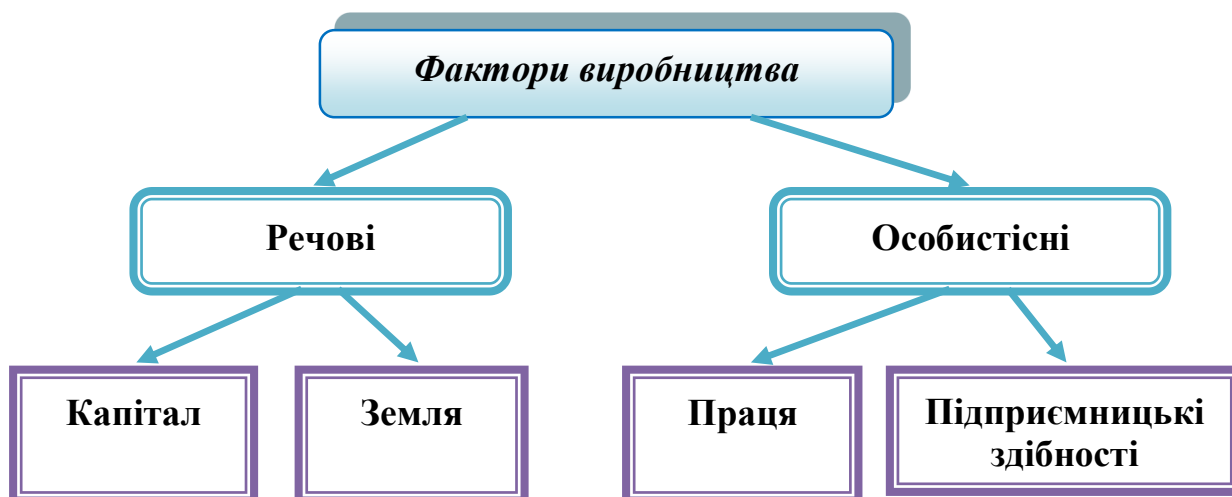 Фактори виробництва
Речові
Особистісні
Капітал
Земля
Праця
Підприємницькі
здібності